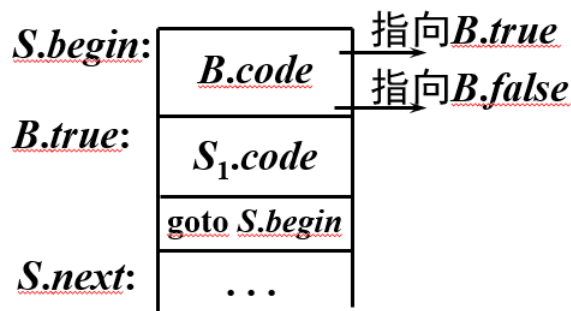 S.begin:
B.code
指向B.true
指向B.false
B.true:
S₁.code
goto S.begin
S.next:
...